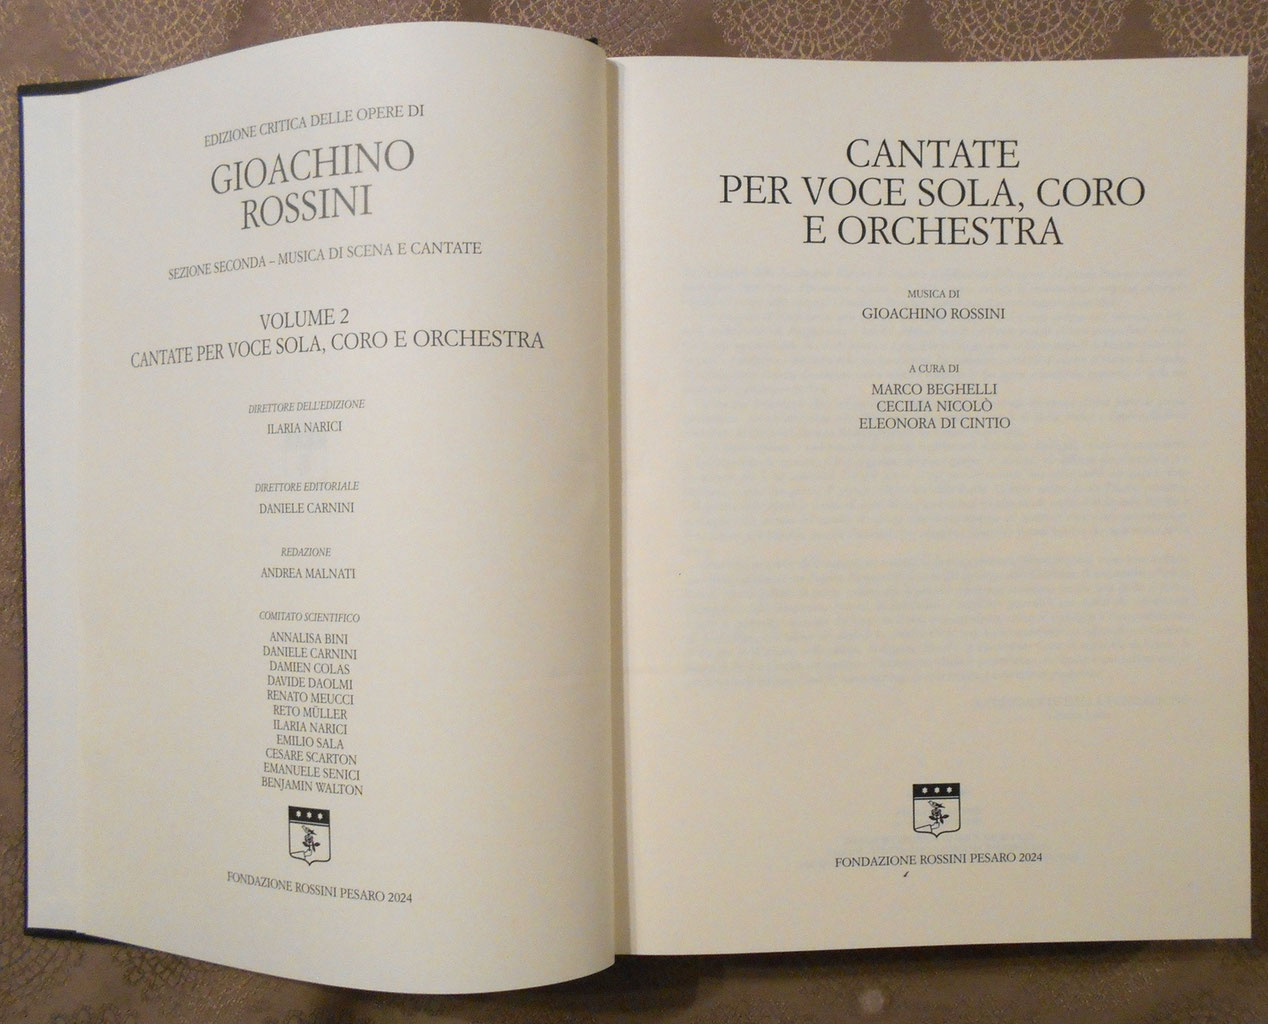 EDIZIONE CRITICA DELLE OPERE DI
GIOACHINO
ROSSINI
SEZIONE SECONDA – MUSICA DI SCENA E CANTATE
VOLUME 2
CANTATE PER VOCE SOLA, CORO E ORCHESTRA
DIRETTORE DELL'EDIZIONE
ILARIA NARICI
DIRETTORE EDITORIALE
DANIELE CARNINI
REDAZIONE
ANDREA MALNATI
COMITATO SCIENTIFICO
ANNALISA BINI
DANIELE CARNINI
DAMIEN COLAS
DAVIDE DAOLMI
RENATO MEUCCI
RETO MÜLLER
ILARIA NARICI
EMILIO SALA
CESARE SCARTON
EMANUELE SENICI
BENJAMIN WALTON
FONDAZIONE ROSSINI PESARO 2024
CANTATE
PER VOCE SOLA, CORO
E ORCHESTRA
MUSICA DI
GIOACHINO ROSSINI
A CURA DI
MARCO BEGHELLI
CECILIA NICOLÒ
ELEONORA DI CINTIO
FONDAZIONE ROSSINI PESARO 2024